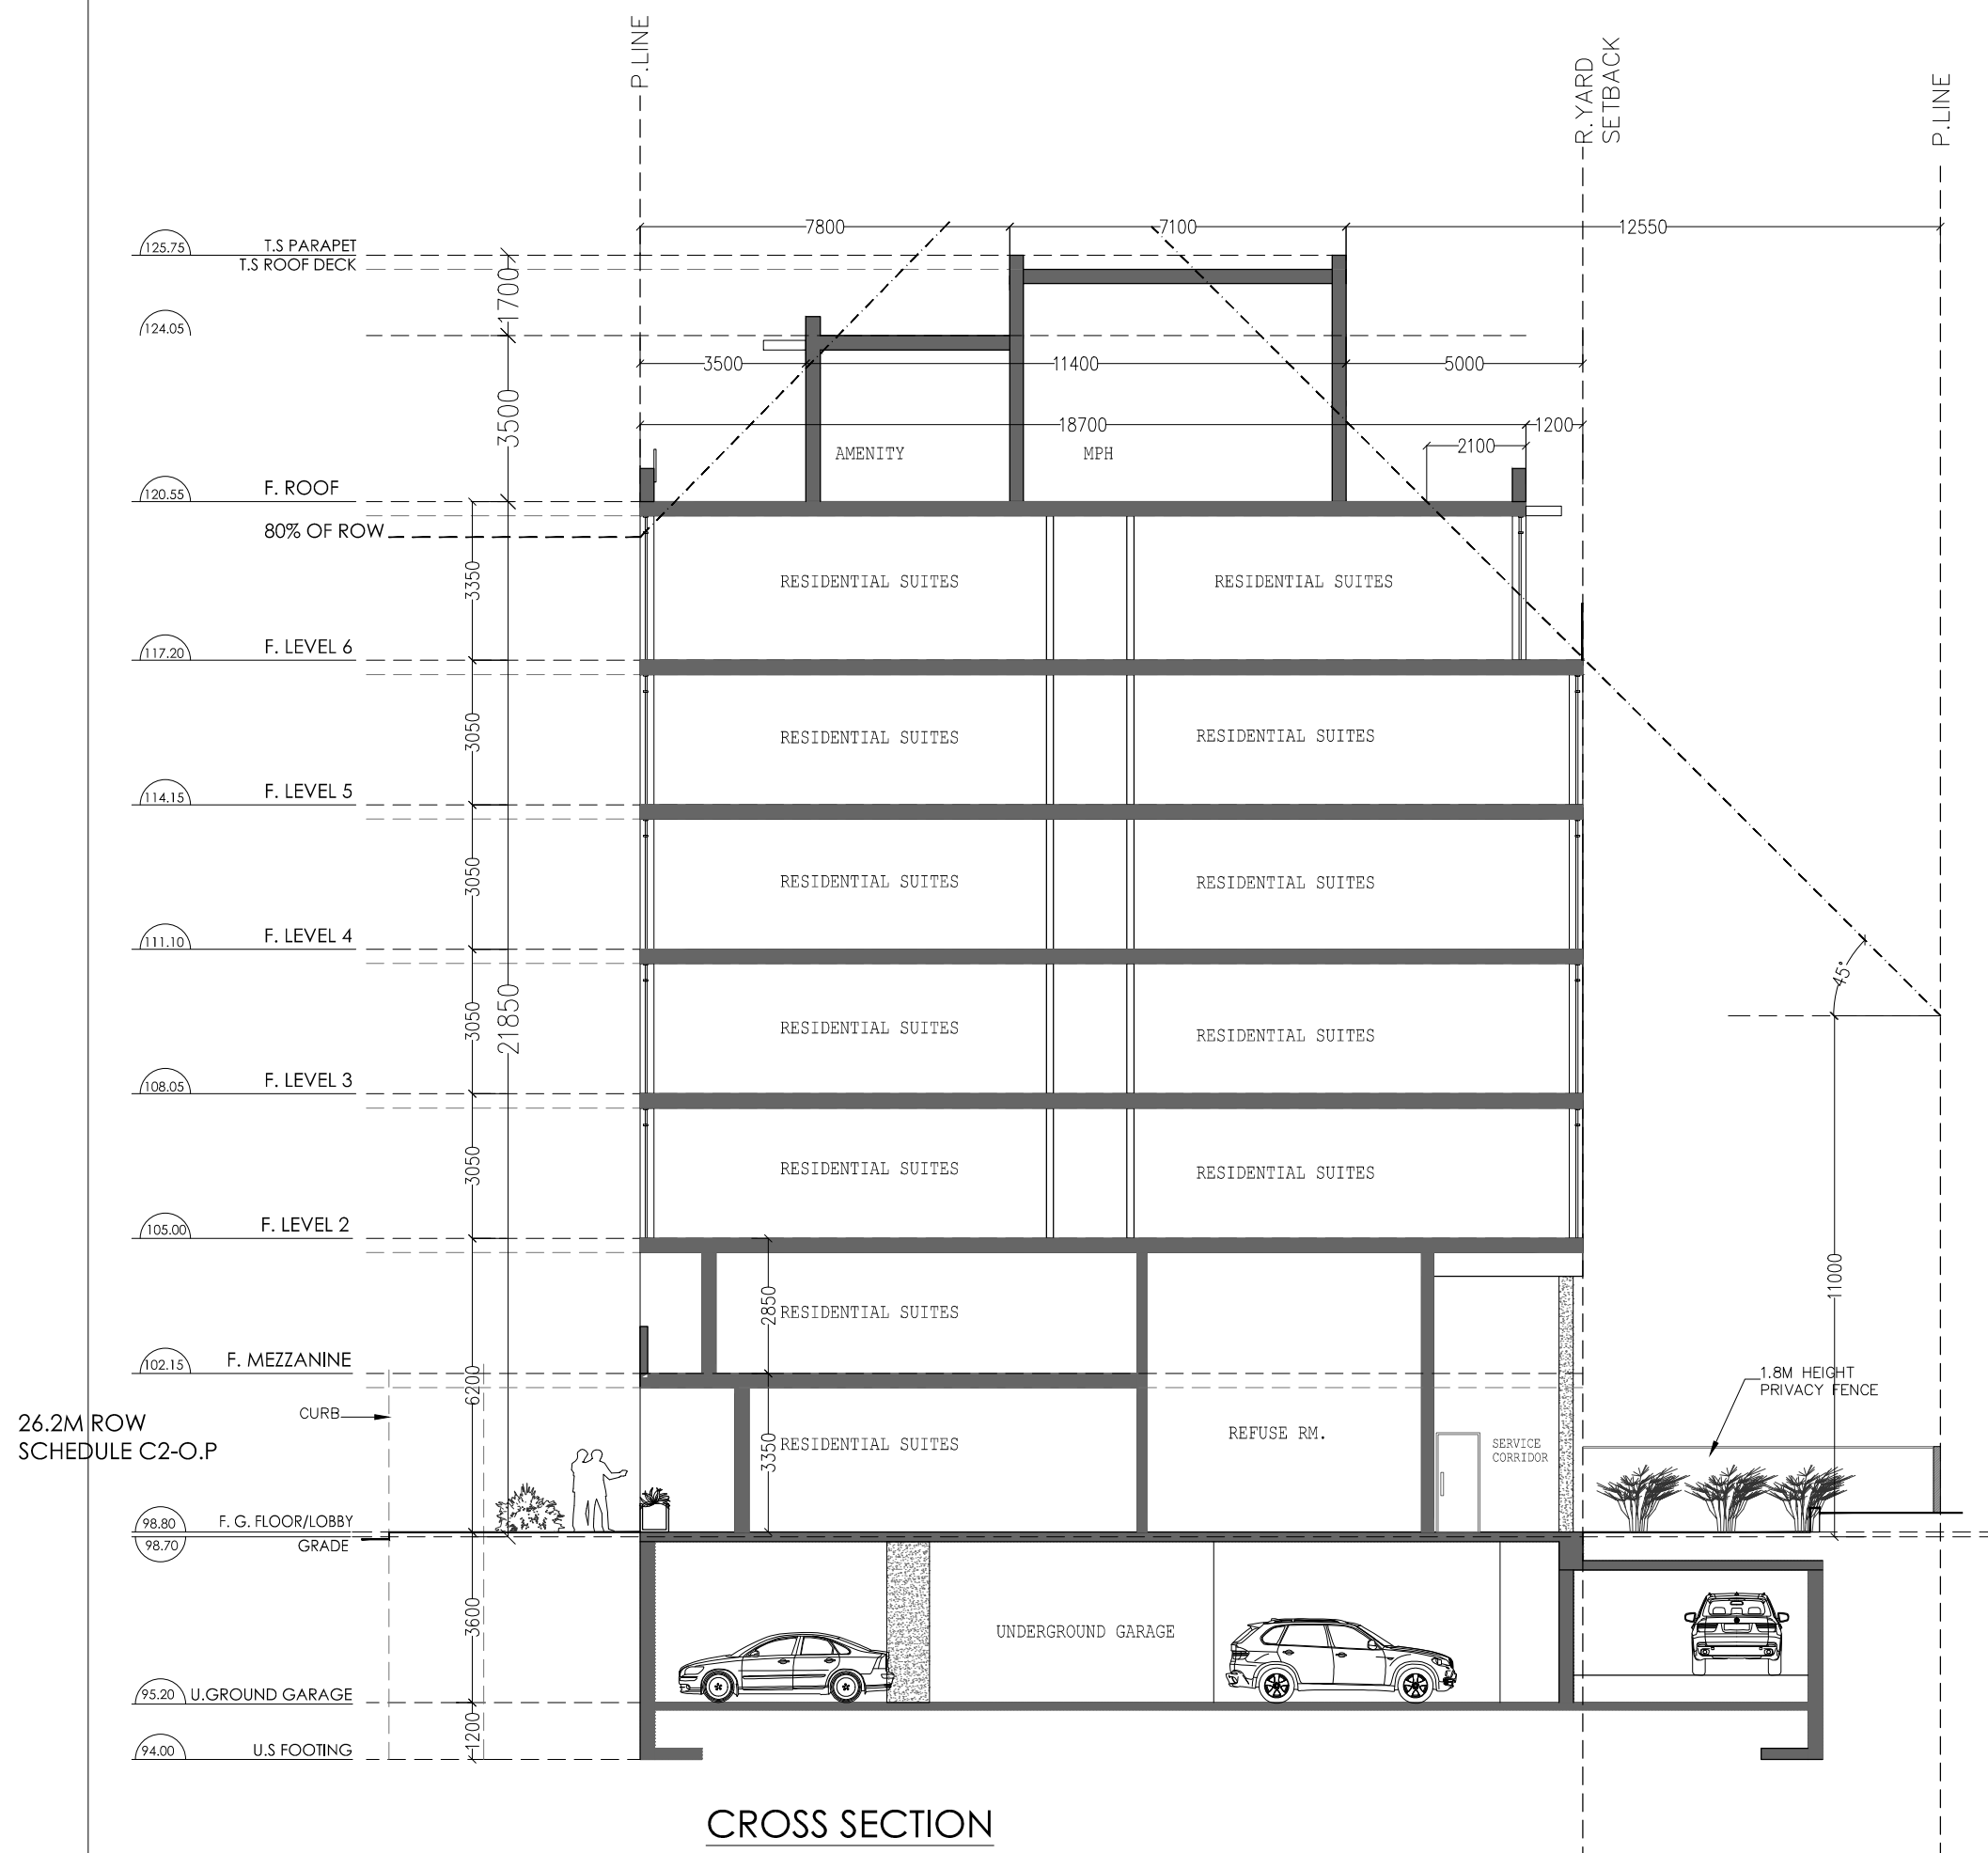 P.LINE
R.YARD
SETBACK
P.LINE
7800
7100
12550
125.75
T.S PARAPET
T.S ROOF DECK
1700
124.05
3500
11400
5000
3500
18700
1200
2100
AMENITY
MPH
120.55
F. ROOF
80% OF ROW
3350
RESIDENTIAL SUITES
RESIDENTIAL SUITES
117.20
F. LEVEL 6
3050
RESIDENTIAL SUITES
RESIDENTIAL SUITES
114.15
F. LEVEL 5
3050
RESIDENTIAL SUITES
RESIDENTIAL SUITES
111.10
F. LEVEL 4
45°
3050
21850
RESIDENTIAL SUITES
RESIDENTIAL SUITES
108.05
F. LEVEL 3
3050
RESIDENTIAL SUITES
RESIDENTIAL SUITES
105.00
F. LEVEL 2
11000
2850
RESIDENTIAL SUITES
102.15
F. MEZZANINE
6200
1.8M HEIGHT
PRIVACY FENCE
CURB
26.2M ROW
SCHEDULE C2-O.P
3350
RESIDENTIAL SUITES
REFUSE RM.
SERVICE
CORRIDOR
98.80
F. G. FLOOR/LOBBY
98.70
GRADE
3600
UNDERGROUND GARAGE
95.20
U.GROUND GARAGE
1200
94.00
U.S FOOTING
CROSS SECTION